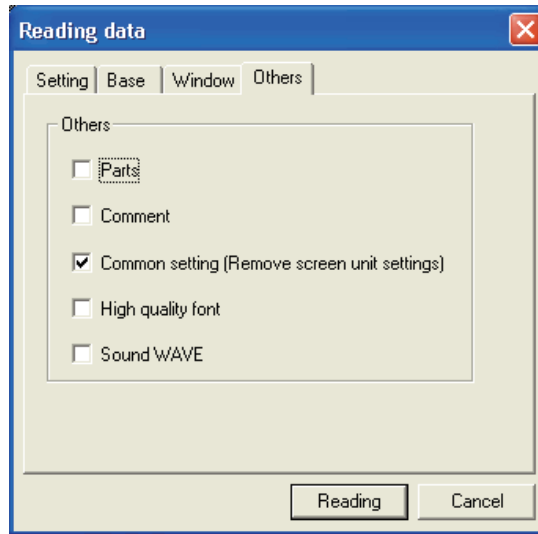 Reading data
Setting Base Window Others
Others
Parts
Comment
Common setting (Remove screen unit settings)
High quality font
Sound WAVE
Reading Cancel